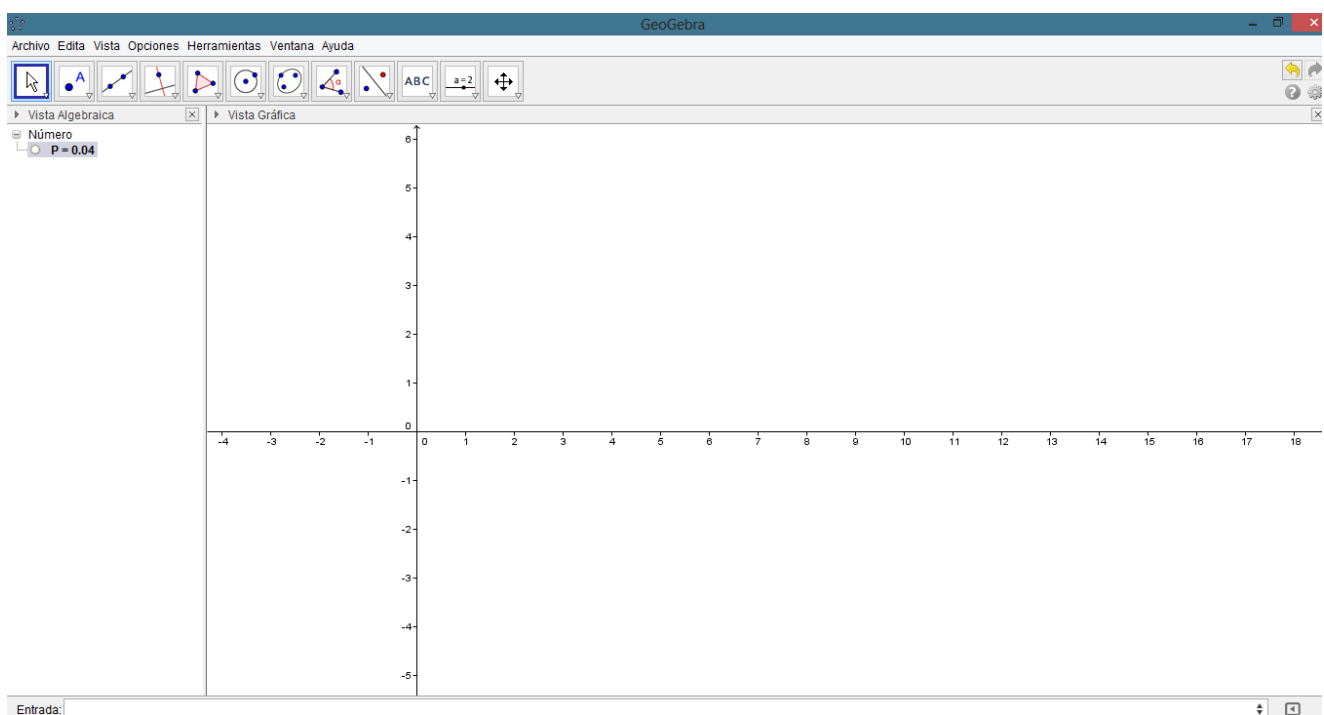 GeoGebra
Archivo Edita Vista Opciones Herramientas Ventana Ayuda
A
α
ABC
a=2
Vista Algebraica
Vista Gráfica
Número
P = 0.04
6
5
4
3
2
1
0
-4 -3 -2 -1 0 1 2 3 4 5 6 7 8 9 10 11 12 13 14 15 16 17 18
-1
-2
-3
-4
-5
Entrada: